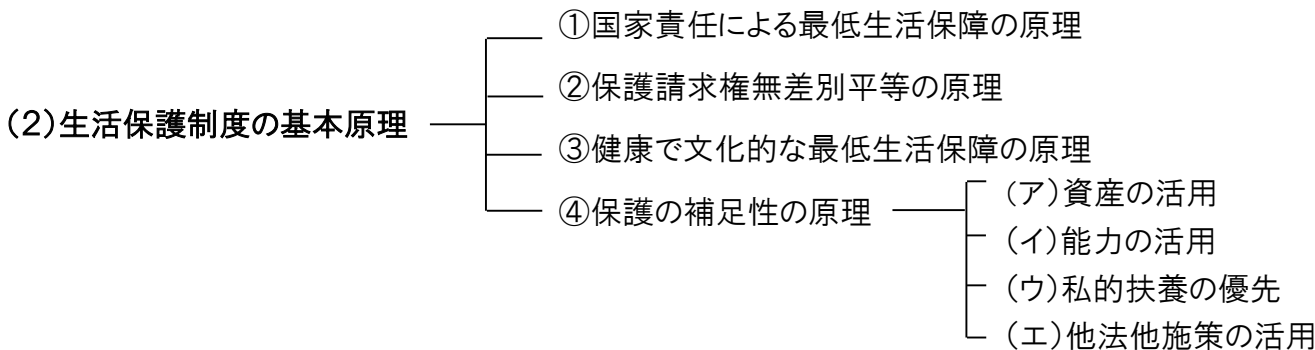 ①国家責任による最低生活保障の原理
②保護請求権無差別平等の原理
(2)生活保護制度の基本原理
③健康で文化的な最低生活保障の原理
④保護の補足性の原理
(ア)資産の活用
(イ)能力の活用
(ウ)私的扶養の優先
(エ)他法他施策の活用